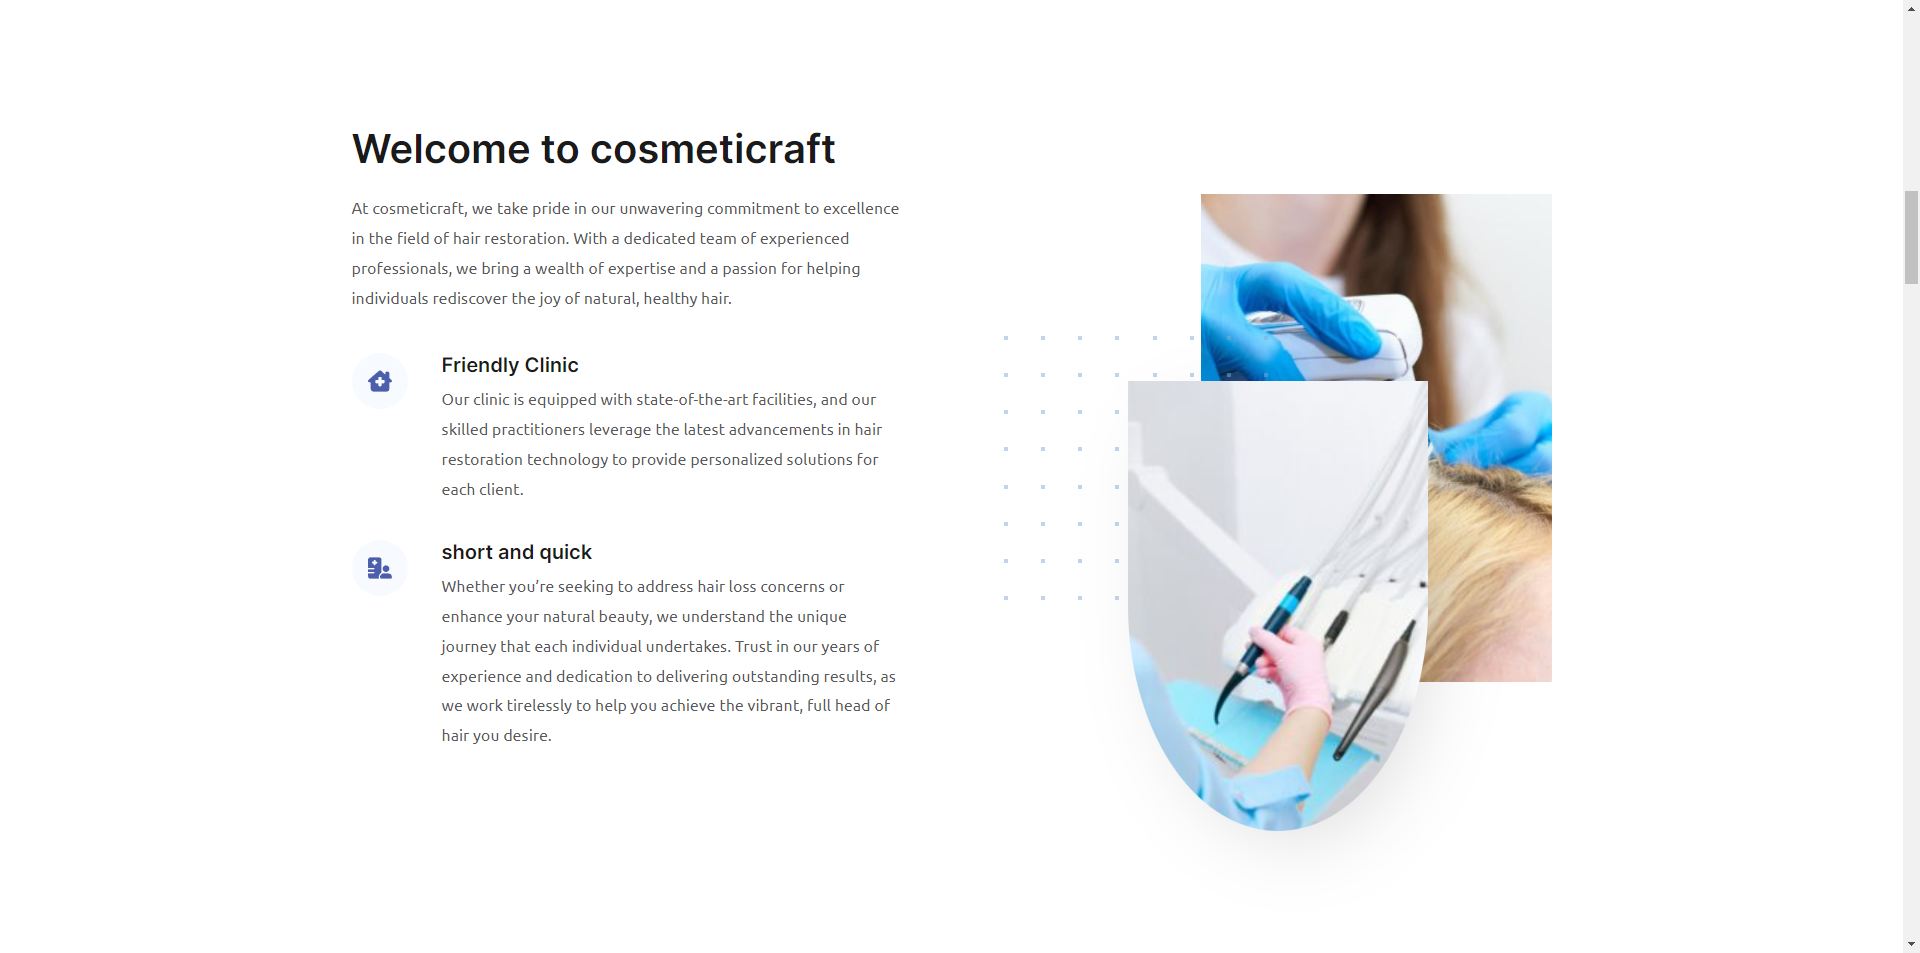 Welcome to cosmeticraft
At cosmeticraft, we take pride in our unwavering commitment to excellence
in the field of hair restoration. With a dedicated team of experienced
professionals, we bring a wealth of expertise and a passion for helping
individuals rediscover the joy of natural, healthy hair.
Friendly Clinic
Our clinic is equipped with state-of-the-art facilities, and our
skilled practitioners leverage the latest advancements in hair
restoration technology to provide personalized solutions for
each client.
short and quick
Whether you’re seeking to address hair loss concerns or
enhance your natural beauty, we understand the unique
journey that each individual undertakes. Trust in our years of
experience and dedication to delivering outstanding results, as
we work tirelessly to help you achieve the vibrant, full head of
hair you desire.